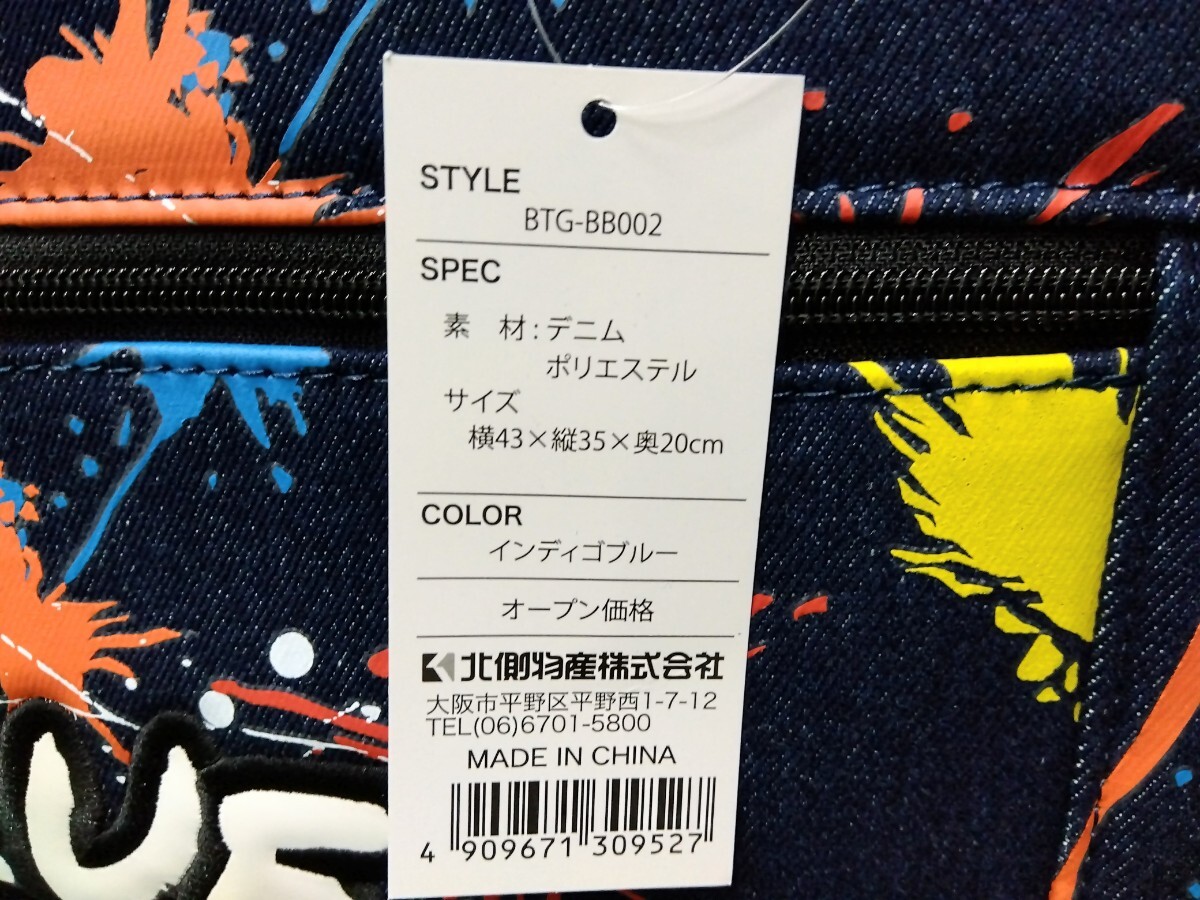 STYLE
BTG-BB002
SPEC
素　材：デニム
ポリエステル
サイズ
横43×縦35×奥20cm
COLOR
インディゴブルー
オープン価格
北側物産株式会社
大阪市平野区平野西1-7-12
TEL(06)6701-5800
MADE IN CHINA
4 909671 309527